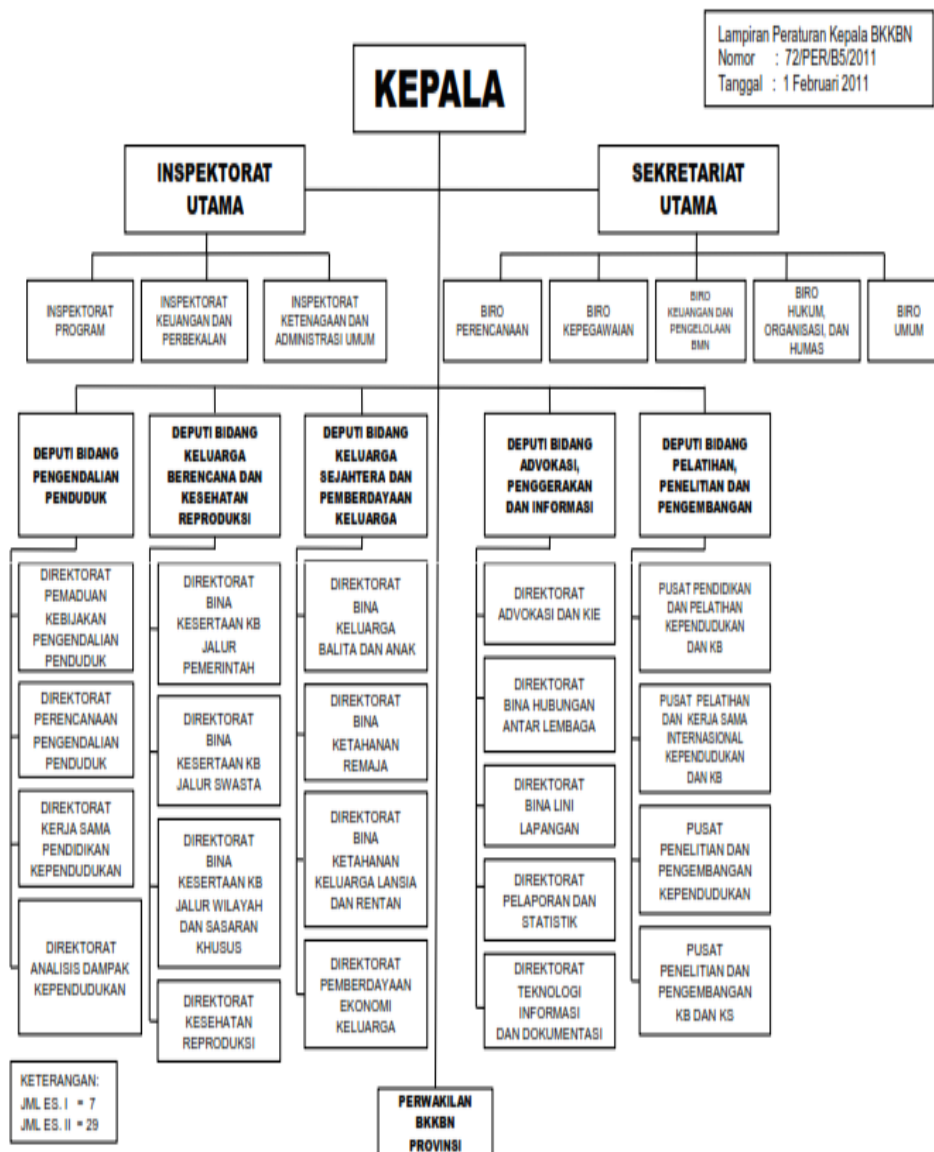 Lampiran Peraturan Kepala BKKBN
Nomor : 72/PER/B5/2011
Tanggal : 1 Februari 2011
KEPALA
INSPEKTORAT
UTAMA
SEKRETARIAT
UTAMA
INSPEKTORAT
PROGRAM
INSPEKTORAT
KEUANGAN DAN
PERBEKALAN
INSPEKTORAT
KETENAGAAN DAN
ADMINISTRASI UMUM
BIRO
PERENCANAAN
BIRO
KEPEGAWAIAN
BIRO
KEUANGAN DAN
PENGELOLAAN
BMN
BIRO
HUKUM,
ORGANISASI, DAN
HUMAS
BIRO
UMUM
DEPUTI BIDANG
PENGENDALIAN
PENDUDUK
DEPUTI BIDANG
KELUARGA
BERENCANA DAN
KESEHATAN
REPRODUKSI
DEPUTI BIDANG
KELUARGA
SEJAHTERA DAN
PEMBERDAYAAN
KELUARGA
DEPUTI BIDANG
ADVOKASI,
PENGGERAKAN
DAN INFORMASI
DEPUTI BIDANG
PELATIHAN,
PENELITIAN DAN
PENGEMBANGAN
DIREKTORAT
PEMADUAN
KEBIJAKAN
PENGENDALIAN
PENDUDUK
DIREKTORAT
PERENCANAAN
PENGENDALIAN
PENDUDUK
DIREKTORAT
KERJA SAMA
PENDIDIKAN
KEPENDUDUKAN
DIREKTORAT
ANALISIS DAMPAK
KEPENDUDUKAN
DIREKTORAT
BINA
KESERTAAN KB
JALUR
PEMERINTAH
DIREKTORAT
BINA
KESERTAAN KB
JALUR SWASTA
DIREKTORAT
BINA
KESERTAAN KB
JALUR WILAYAH
DAN SASARAN
KHUSUS
DIREKTORAT
KESEHATAN
REPRODUKSI
DIREKTORAT
BINA
KELUARGA
BALITA DAN ANAK
DIREKTORAT
BINA
KETAHANAN
REMAJA
DIREKTORAT
BINA
KETAHANAN
KELUARGA LANSIA
DAN RENTAN
DIREKTORAT
PEMBERDAYAAN
EKONOMI
KELUARGA
DIREKTORAT
ADVOKASI DAN KIE
DIREKTORAT
BINA HUBUNGAN
ANTAR LEMBAGA
DIREKTORAT
BINA LINI
LAPANGAN
DIREKTORAT
PELAPORAN DAN
STATISTIK
DIREKTORAT
TEKNOLOGI
INFORMASI
DAN DOKUMENTASI
PUSAT PENDIDIKAN
DAN PELATIHAN
KEPENDUDUKAN
DAN KB
PUSAT PELATIHAN
DAN KERJA SAMA
INTERNASIONAL
KEPENDUDUKAN
DAN KB
PUSAT
PENELITIAN DAN
PENGEMBANGAN
KEPENDUDUKAN
PUSAT
PENELITIAN DAN
PENGEMBANGAN
KB DAN KS
KETERANGAN:
JML ES. I = 7
JML ES. II = 29
PERWAKILAN
BKKBN
PROVINSI